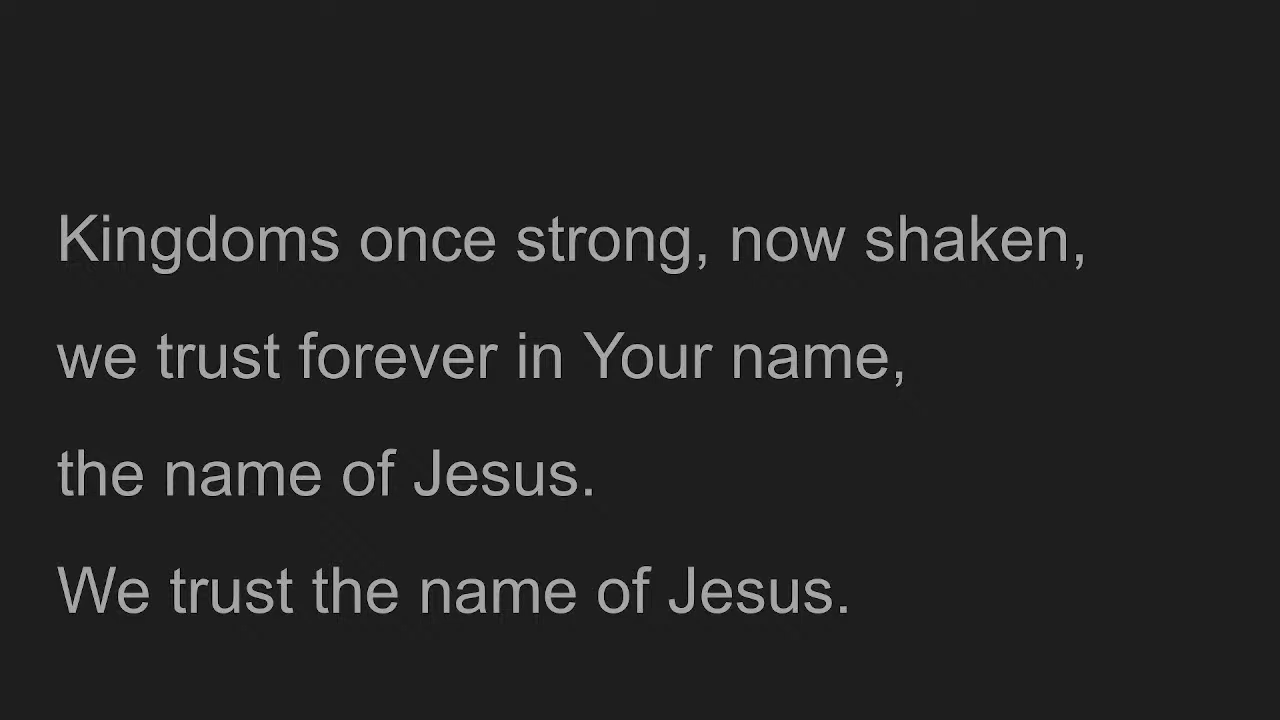 Kingdoms once strong, now shaken,
we trust forever in Your name,
the name of Jesus.
We trust the name of Jesus.